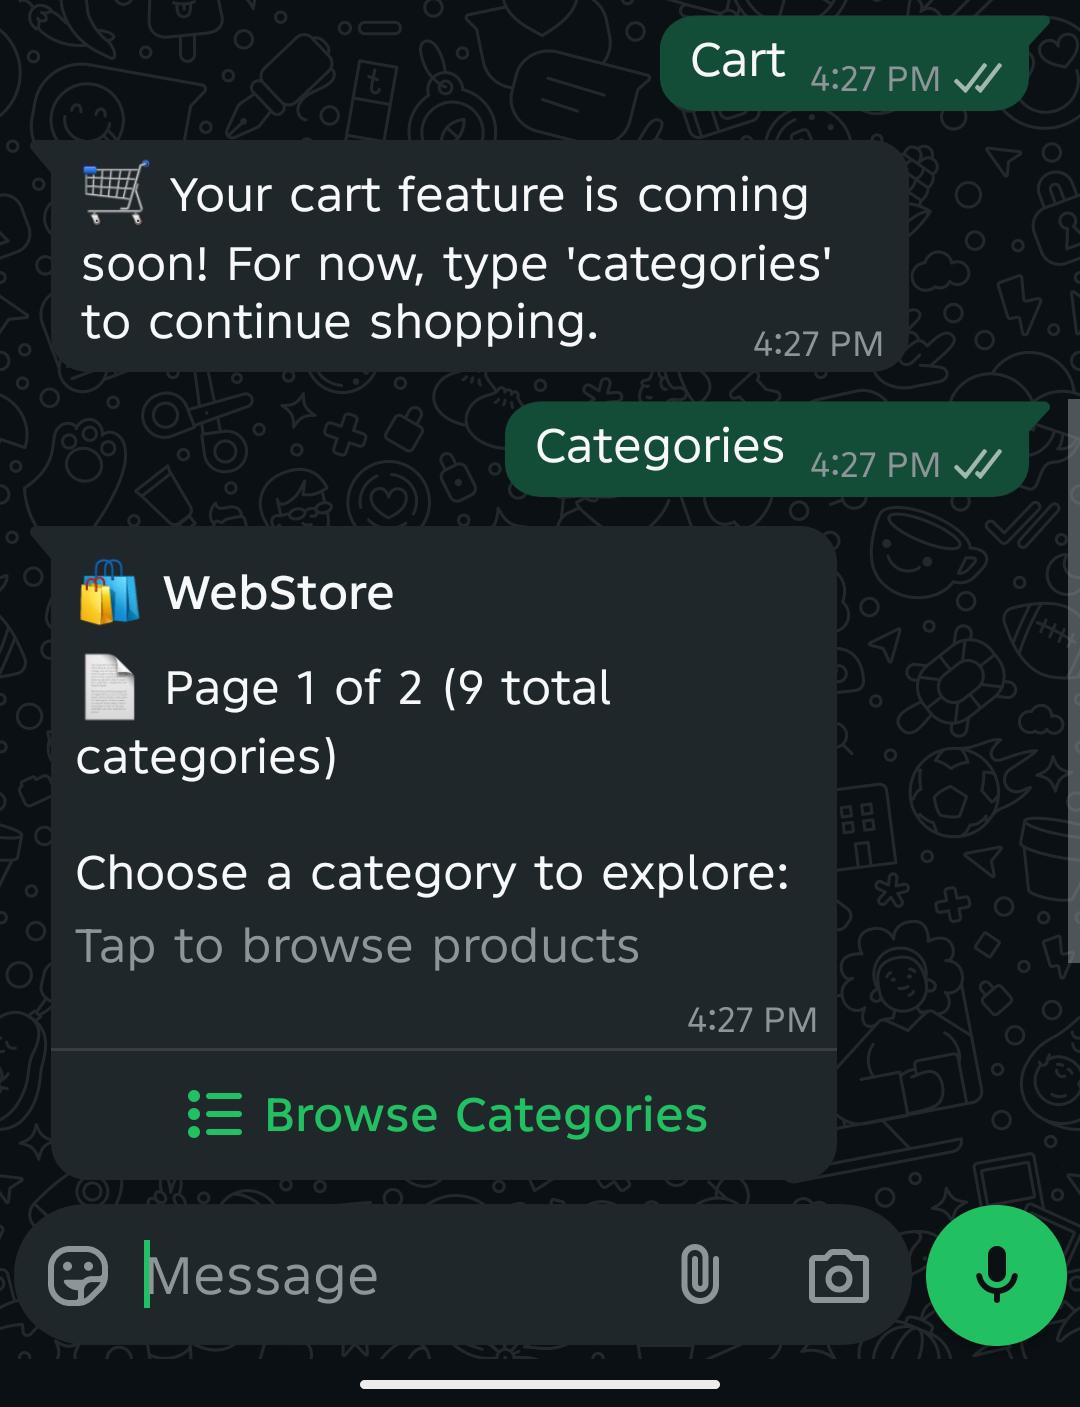 Cart 4:27 PM
Your cart feature is coming
soon! For now, type 'categories'
to continue shopping.
4:27 PM
Categories 4:27 PM
WebStore
Page 1 of 2 (9 total
categories)
Choose a category to explore:
Tap to browse products
4:27 PM
Browse Categories
Message